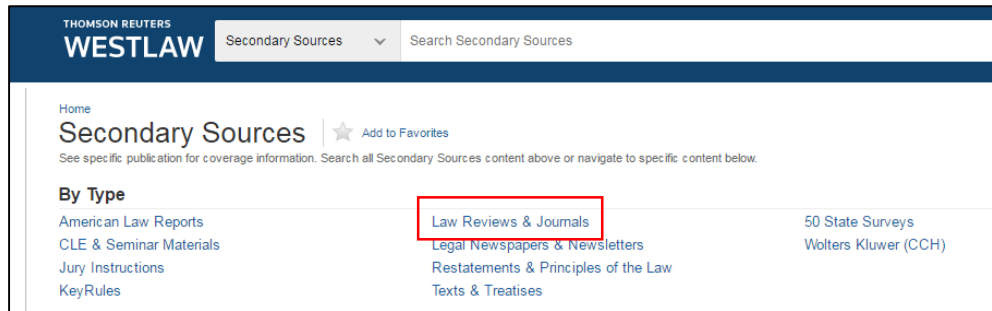 THOMSON REUTERS
WESTLAW
Secondary Sources
Search Secondary Sources
Home
Secondary Sources
Add to Favorites
See specific publication for coverage information. Search all Secondary Sources content above or navigate to specific content below.
By Type
American Law Reports
CLE & Seminar Materials
Jury Instructions
KeyRules
Law Reviews & Journals
Legal Newspapers & Newsletters
Restatements & Principles of the Law
Texts & Treatises
50 State Surveys
Wolters Kluwer (CCH)